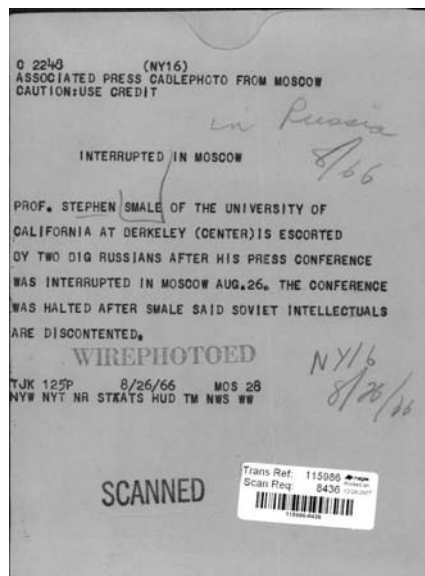 C 2248 (NY16)
ASSOCIATED PRESS CABLEPHOTO FROM MOSCOW
CAUTION:USE CREDIT
in Russia
8/66
INTERRUPTED IN MOSCOW
PROF. STEPHEN SMALE OF THE UNIVERSITY OF
CALIFORNIA AT BERKELEY (CENTER)IS ESCORTED
BY TWO BIG RUSSIANS AFTER HIS PRESS CONFERENCE
WAS INTERRUPTED IN MOSCOW AUG.26. THE CONFERENCE
WAS HALTED AFTER SMALE SAID SOVIET INTELLECTUALS
ARE DISCONTENTED.
WIREPHOTOED
NY16
8/26/66
TJK 125P 8/26/66 MOS 28
NYW NYT NR STAATS HUD TM NWS WW
SCANNED
Trans Ref: 115986
Scan Req: 8436
115986-8436